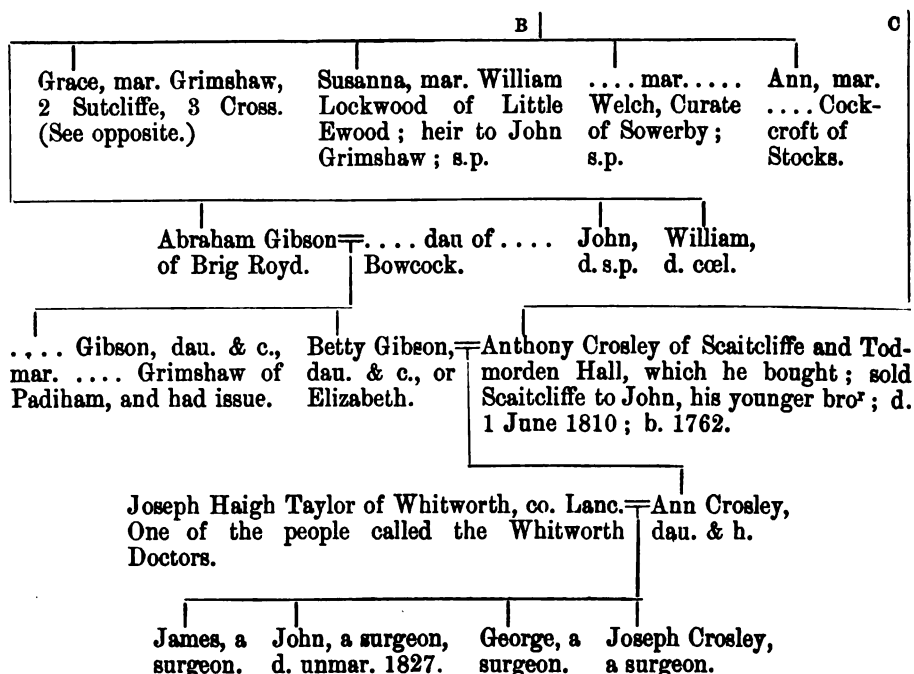 B
C
Grace, mar. Grimshaw,
2 Sutcliffe, 3 Cross.
(See opposite.)
Susanna, mar. William
Lockwood of Little
Ewood ; heir to John
Grimshaw ; s.p.
.... mar.....
Welch, Curate
of Sowerby ;
s.p.
Ann, mar.
.... Cock-
croft of
Stocks.
Abraham Gibson
of Brig Royd.
.... dau of ....
Bowcock.
John,
d. s.p.
William,
d. cœl.
.... Gibson, dau. & c.,
mar. .... Grimshaw of
Padiham, and had issue.
Betty Gibson,
dau. & c., or
Elizabeth.
Anthony Crosley of Scaitcliffe and Tod-
morden Hall, which he bought ; sold
Scaitcliffe to John, his younger broʳ ; d.
1 June 1810 ; b. 1762.
Joseph Haigh Taylor of Whitworth, co. Lanc.
One of the people called the Whitworth
Doctors.
Ann Crosley,
dau. & h.
James, a
surgeon.
John, a surgeon,
d. unmar. 1827.
George, a
surgeon.
Joseph Crosley,
a surgeon.